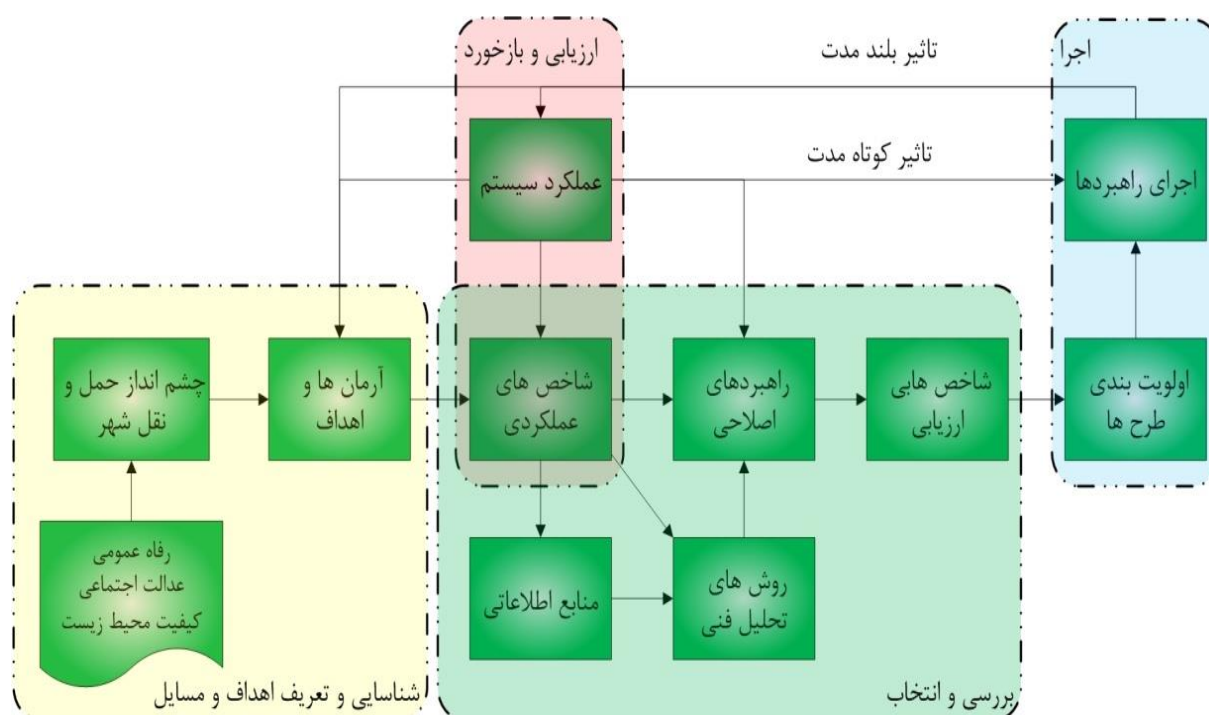 ارزیابی و بازخورد
تاثیر بلند مدت
اجرا
عملکرد سیستم
تاثیر کوتاه مدت
اجرای راهبردها
چشم انداز حمل و
نقل شهر
آرمان ها و
اهداف
شاخص های
عملکردی
راهبردهای
اصلاحی
شاخص هایی
ارزیابی
اولویت بندی
طرح ها
رفاه عمومی
عدالت اجتماعی
کیفیت محیط زیست
منابع اطلاعاتی
روش های
تحلیل فنی
شناسایی و تعریف اهداف و مسایل
بررسی و انتخاب